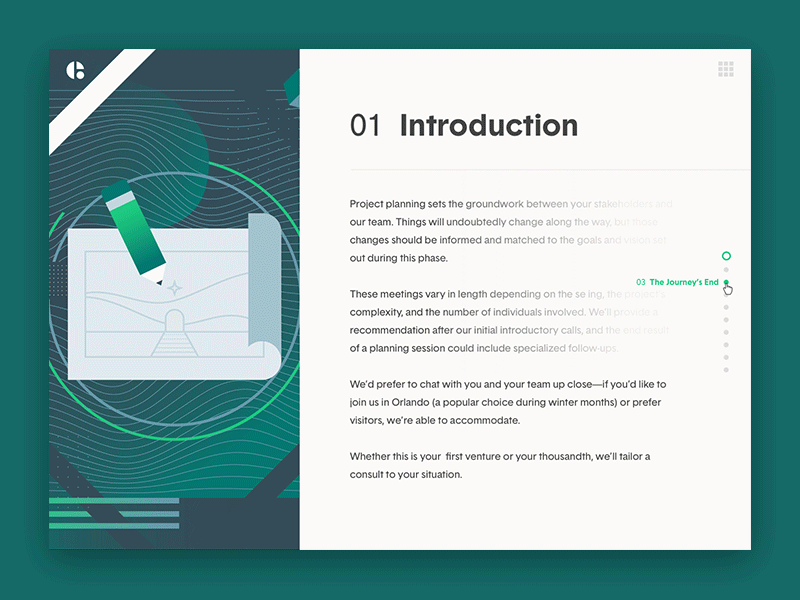 01 Introduction
Project planning sets the groundwork between your stakeholders and
our team. Things will undoubtedly change along the way, but those
changes should be informed and matched to the goals and vision set
out during this phase.
These meetings vary in length depending on the se ing, the project's
complexity, and the number of individuals involved. We'll provide a
recommendation after our initial introductory calls, and the end result
of a planning session could include specialized follow-ups.
03 The Journey's End
We'd prefer to chat with you and your team up close—if you'd like to
join us in Orlando (a popular choice during winter months) or prefer
visitors, we're able to accommodate.
Whether this is your first venture or your thousandth, we'll tailor a
consult to your situation.